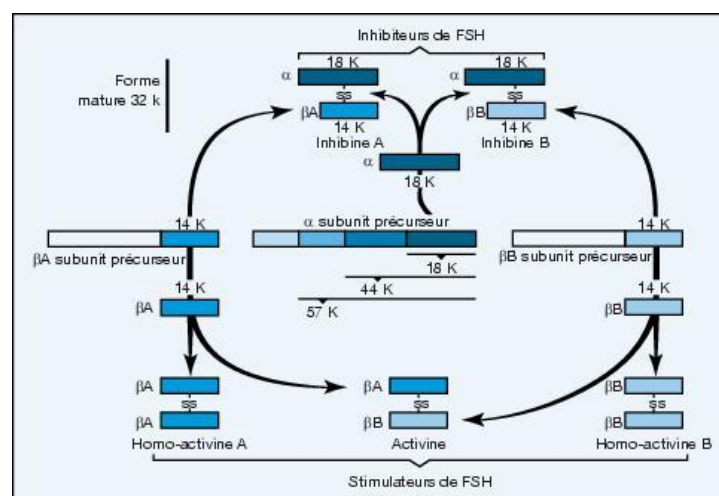 Inhibiteurs de FSH
Forme
mature 32 k
α 18 K
ss
βA
14 K
Inhibine A
α 18 K
ss
βB
14 K
Inhibine B
α
18 K
14 K
βA subunit précurseur
α subunit précurseur
18 K
44 K
57 K
14 K
βB subunit précurseur
14 K
βA
14 K
βB
βA
ss
βA
Homo-activine A
βA
ss
βB
Activine
βB
ss
βB
Homo-activine B
Stimulateurs de FSH